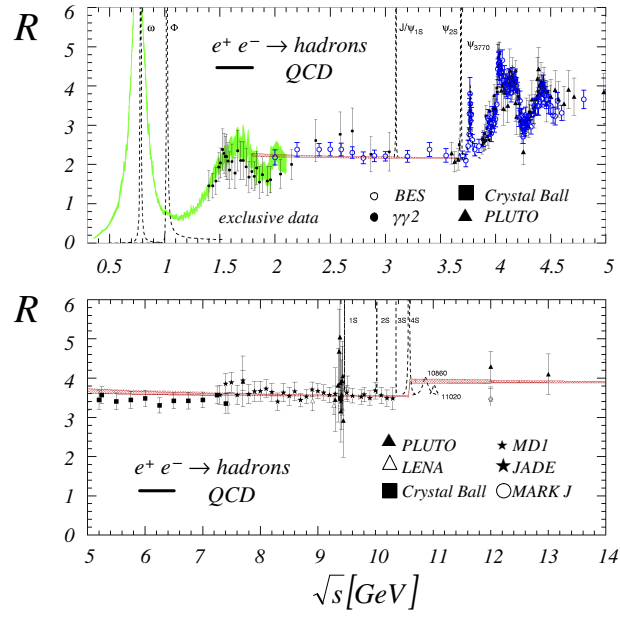 R
6
5
4
3
2
1
0
ω Φ J/ψ1S ψ2S
ψ3770
e+ e− → hadrons
QCD
exclusive data
○ BES ■ Crystal Ball
● γγ2 ▲ PLUTO
0.5 1 1.5 2 2.5 3 3.5 4 4.5 5
R
6
5
4
3
2
1
0
1S 2S 3S 4S
10860
11020
▲ PLUTO ★ MD1
△ LENA ★ JADE
■ Crystal Ball ○ MARK J
e+ e− → hadrons
QCD
5 6 7 8 9 10 11 12 13 14
√s [GeV]